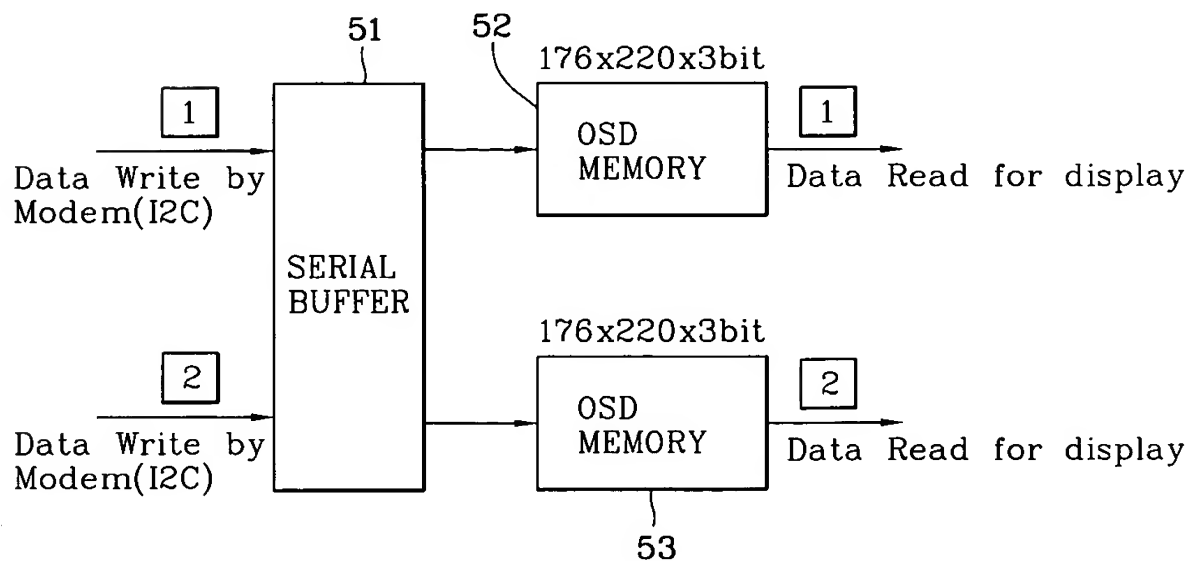 51
52
176x220x3bit
1
Data Write by
Modem(I2C)
SERIAL
BUFFER
OSD
MEMORY
1
Data Read for display
2
Data Write by
Modem(I2C)
176x220x3bit
OSD
MEMORY
2
Data Read for display
53